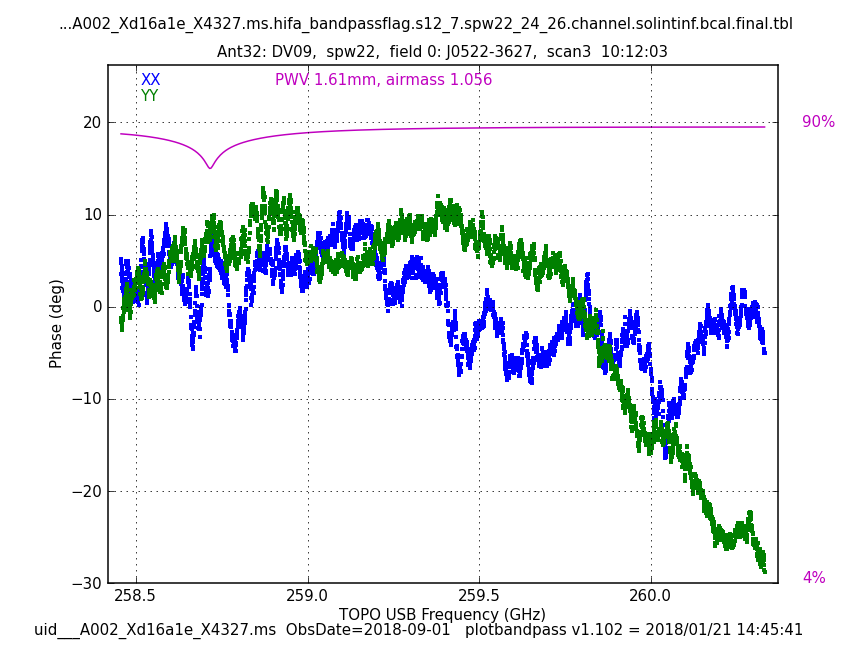 ...A002_Xd16a1e_X4327.ms.hifa_bandpassflag.s12_7.spw22_24_26.channel.solintinf.bcal.final.tbl
Ant32: DV09, spw22, field 0: J0522-3627, scan3 10:12:03
XX
PWV 1.61mm, airmass 1.056
YY
90%
20
10
0
−10
−20
−30
Phase (deg)
4%
258.5 259.0 259.5 260.0
TOPO USB Frequency (GHz)
uid___A002_Xd16a1e_X4327.ms ObsDate=2018-09-01 plotbandpass v1.102 = 2018/01/21 14:45:41